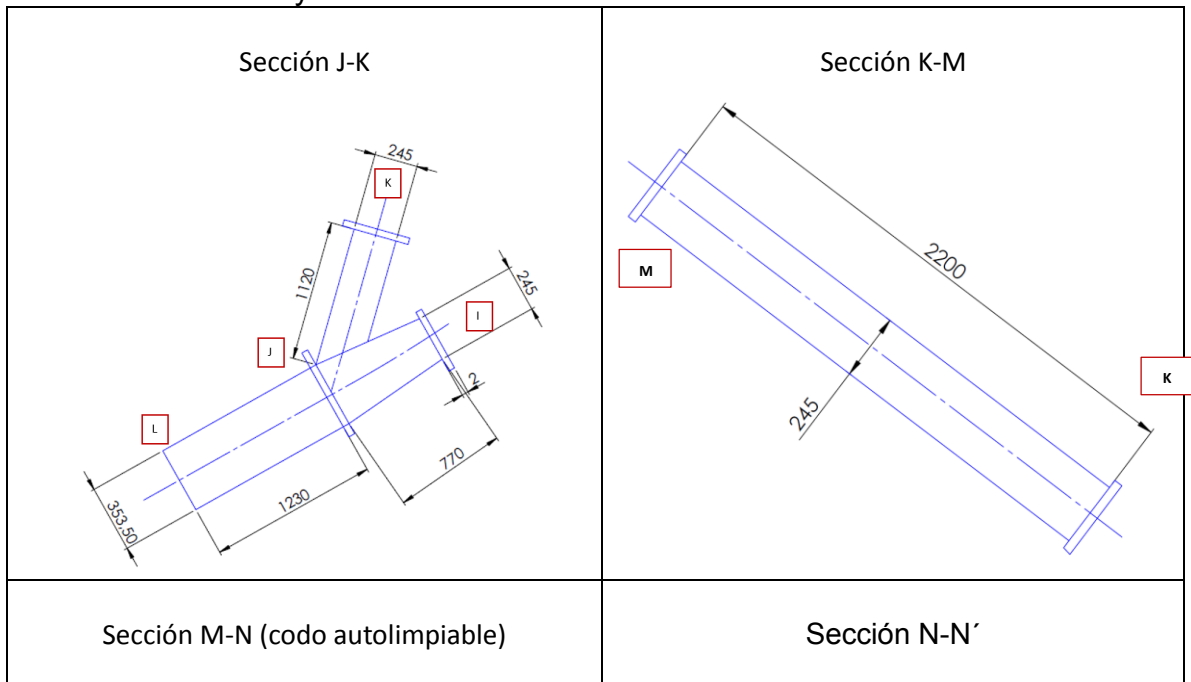 Sección J-K
Sección K-M
245
K
1120
245
I
J
2
L
770
1230
353,50
2200
M
K
245
Sección M-N (codo autolimpiable)
Sección N-N´